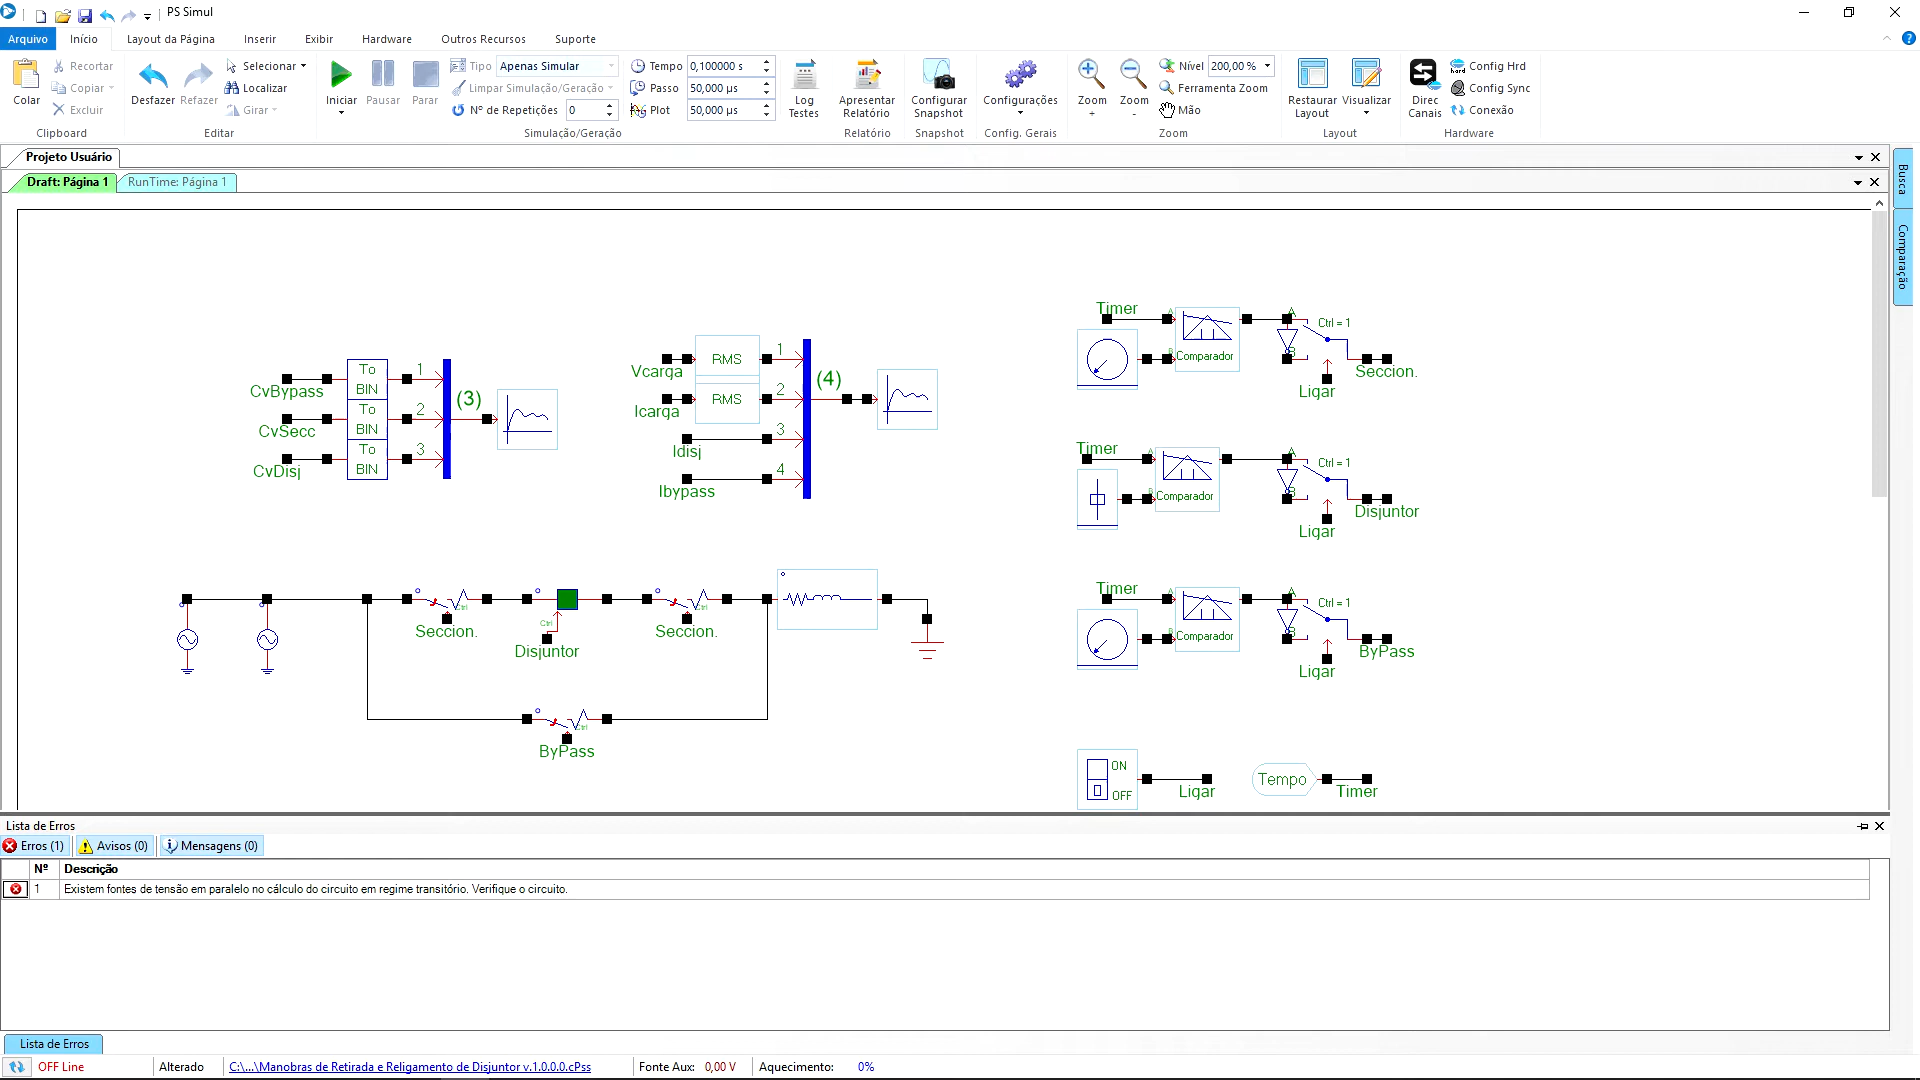 PS Simul
Arquivo
Início
Layout da Página
Inserir
Exibir
Hardware
Outros Recursos
Suporte
Colar
Recortar
Copiar
Excluir
Clipboard
Desfazer
Refazer
Selecionar
Localizar
Girar
Editar
Iniciar
Pausar
Parar
Tipo
Apenas Simular
Limpar Simulação/Geração
Nº de Repetições
0
Tempo
0,100000 s
Passo
50,000 µs
Plot
50,000 µs
Simulação/Geração
Log
Testes
Apresentar
Relatório
Relatório
Configurar
Snapshot
Snapshot
Configurações
Config. Gerais
Zoom
+
Zoom
-
Nível
200,00 %
Ferramenta Zoom
Mão
Zoom
Restaurar
Layout
Visualizar
Layout
Direc
Canais
Config Hrd
Config Sync
Conexão
Hardware
Projeto Usuário
Draft: Página 1
RunTime: Página 1
Busca
Comparação
CvBypass
CvSecc
CvDisj
To
BIN
To
BIN
To
BIN
1
2
3
(3)
Vcarga
Icarga
Idisj
Ibypass
RMS
RMS
1
2
3
4
(4)
Timer
A
B
Comparador
A
B
Ctrl = 1
Ligar
Seccion.
Timer
A
B
Comparador
A
B
Ctrl = 1
Ligar
Disjuntor
Timer
A
B
Comparador
A
B
Ctrl = 1
Ligar
ByPass
Ctrl
Seccion.
Ctrl
Disjuntor
Ctrl
Seccion.
Ctrl
ByPass
ON
OFF
Ligar
Tempo
Timer
Lista de Erros
Erros (1)
Avisos (0)
Mensagens (0)
Nº
Descrição
1
Existem fontes de tensão em paralelo no cálculo do circuito em regime transitório. Verifique o circuito.
Lista de Erros
OFF Line
Alterado
C:\...\Manobras de Retirada e Religamento de Disjuntor v.1.0.0.0.cPss
Fonte Aux:
0,00 V
Aquecimento:
0%